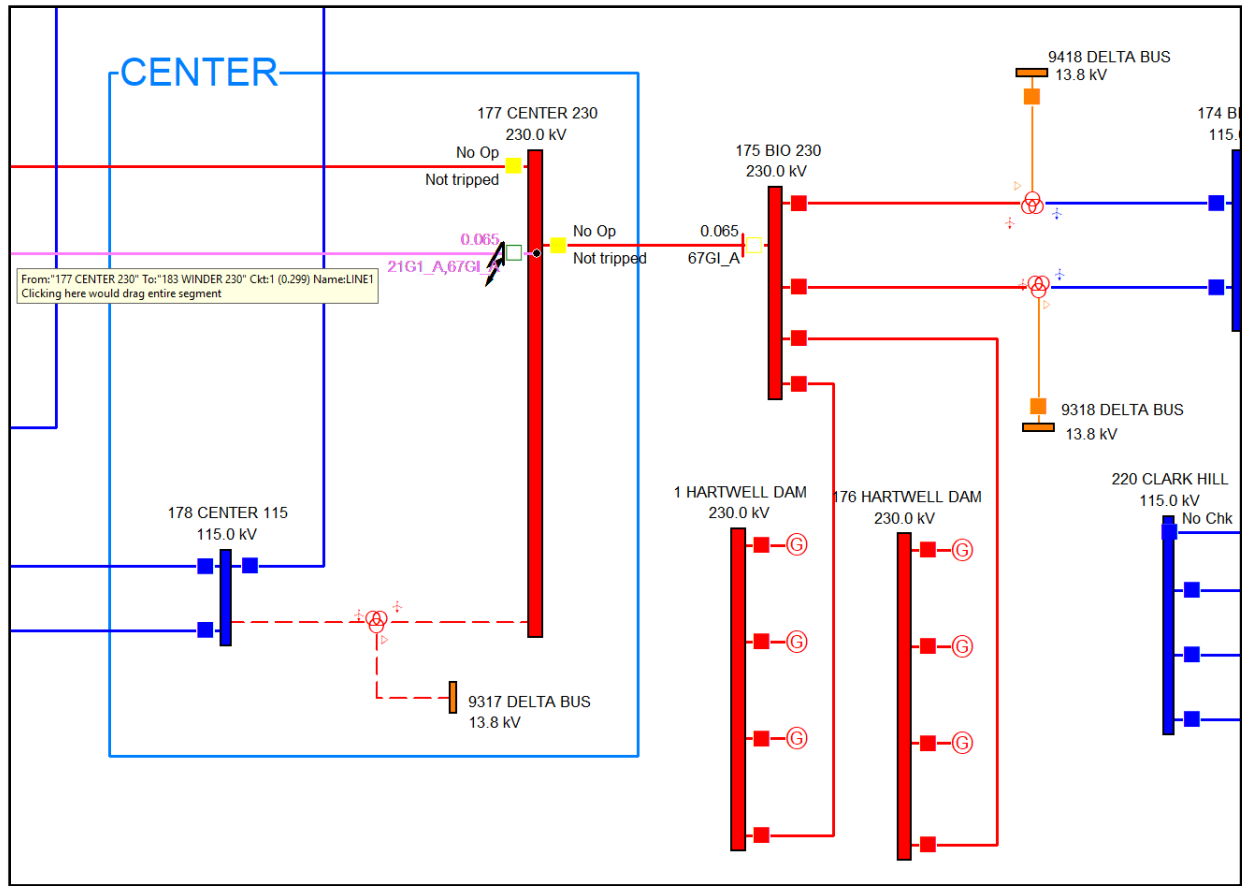 CENTER
177 CENTER 230
230.0 kV
No Op
Not tripped
0.065
21G1_A,67GI_A
From:"177 CENTER 230" To:"183 WINDER 230" Ckt:1 (0.299) Name:LINE1
Clicking here would drag entire segment
No Op
Not tripped
0.065
67GI_A
175 BIO 230
230.0 kV
9418 DELTA BUS
13.8 kV
174 BI
115.
9318 DELTA BUS
13.8 kV
178 CENTER 115
115.0 kV
9317 DELTA BUS
13.8 kV
1 HARTWELL DAM
230.0 kV
G
G
G
176 HARTWELL DAM
230.0 kV
G
G
G
220 CLARK HILL
115.0 kV
No Chk